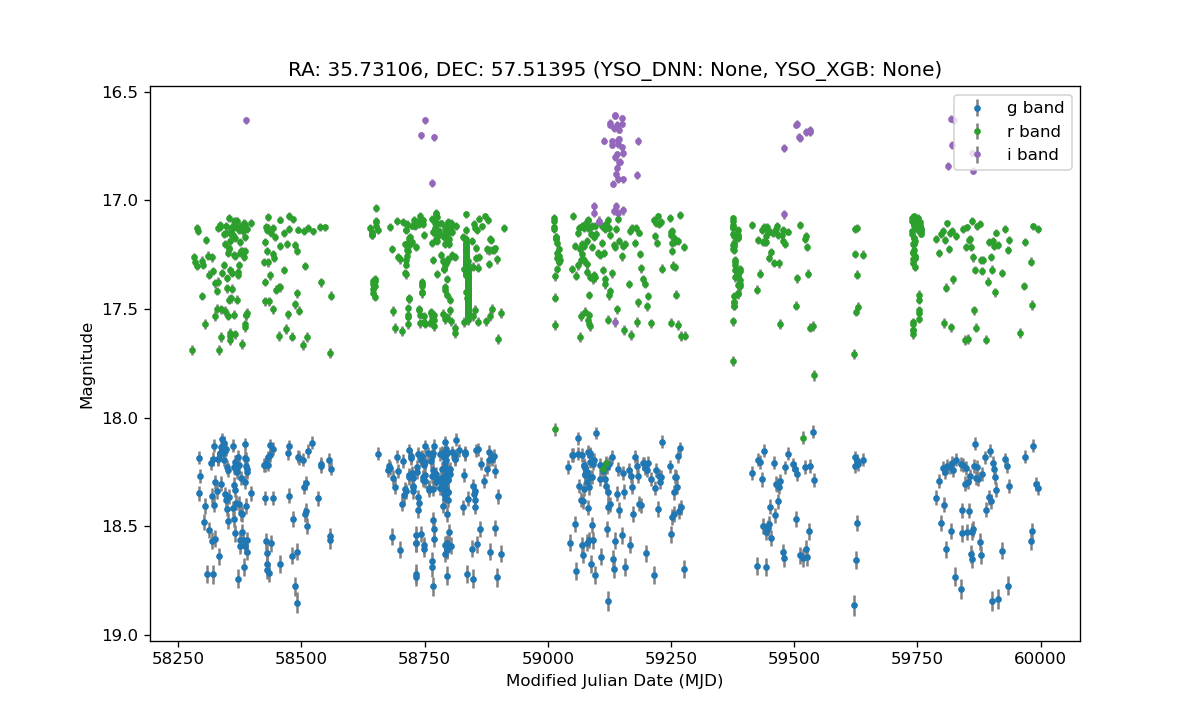 RA: 35.73106, DEC: 57.51395 (YSO_DNN: None, YSO_XGB: None)
g band
r band
i band
16.5
17.0
17.5
18.0
18.5
19.0
Magnitude
58250 58500 58750 59000 59250 59500 59750 60000
Modified Julian Date (MJD)